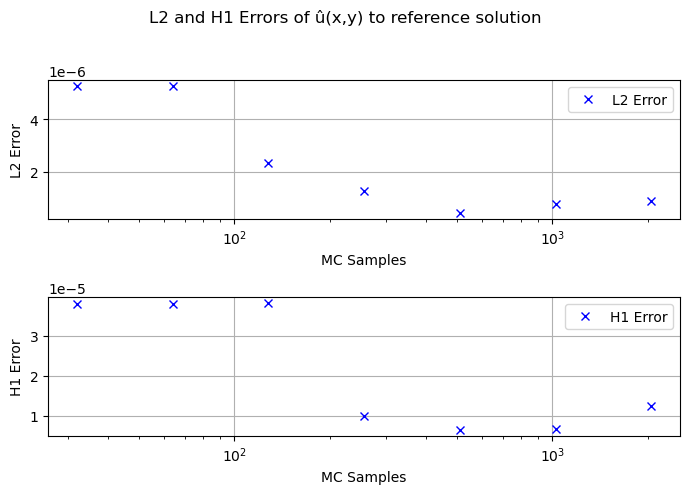 L2 and H1 Errors of û(x,y) to reference solution
1e−6
L2 Error
4
2
L2 Error
10²
10³
MC Samples
1e−5
H1 Error
3
2
1
H1 Error
10²
10³
MC Samples